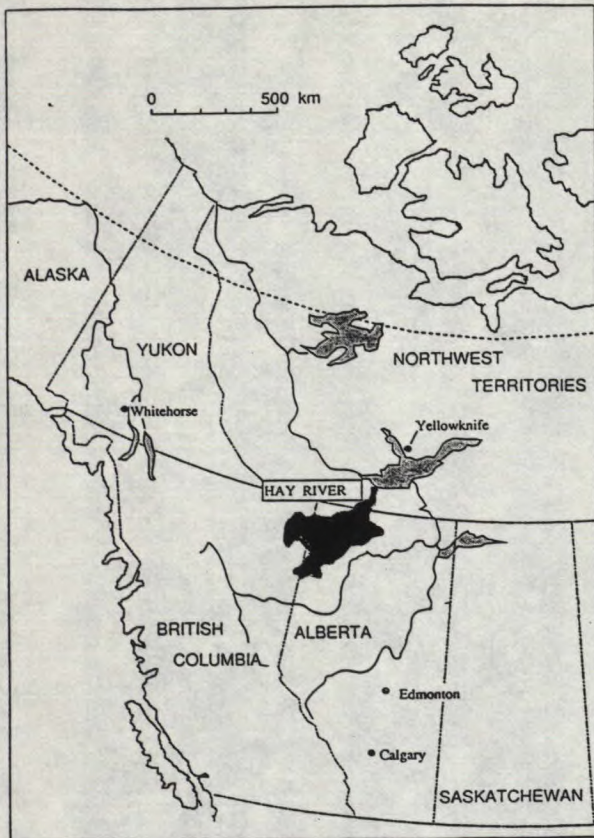 0 500 km
ALASKA
YUKON
NORTHWEST
TERRITORIES
Whitehorse
Yellowknife
HAY RIVER
BRITISH
COLUMBIA
ALBERTA
Edmonton
Calgary
SASKATCHEWAN